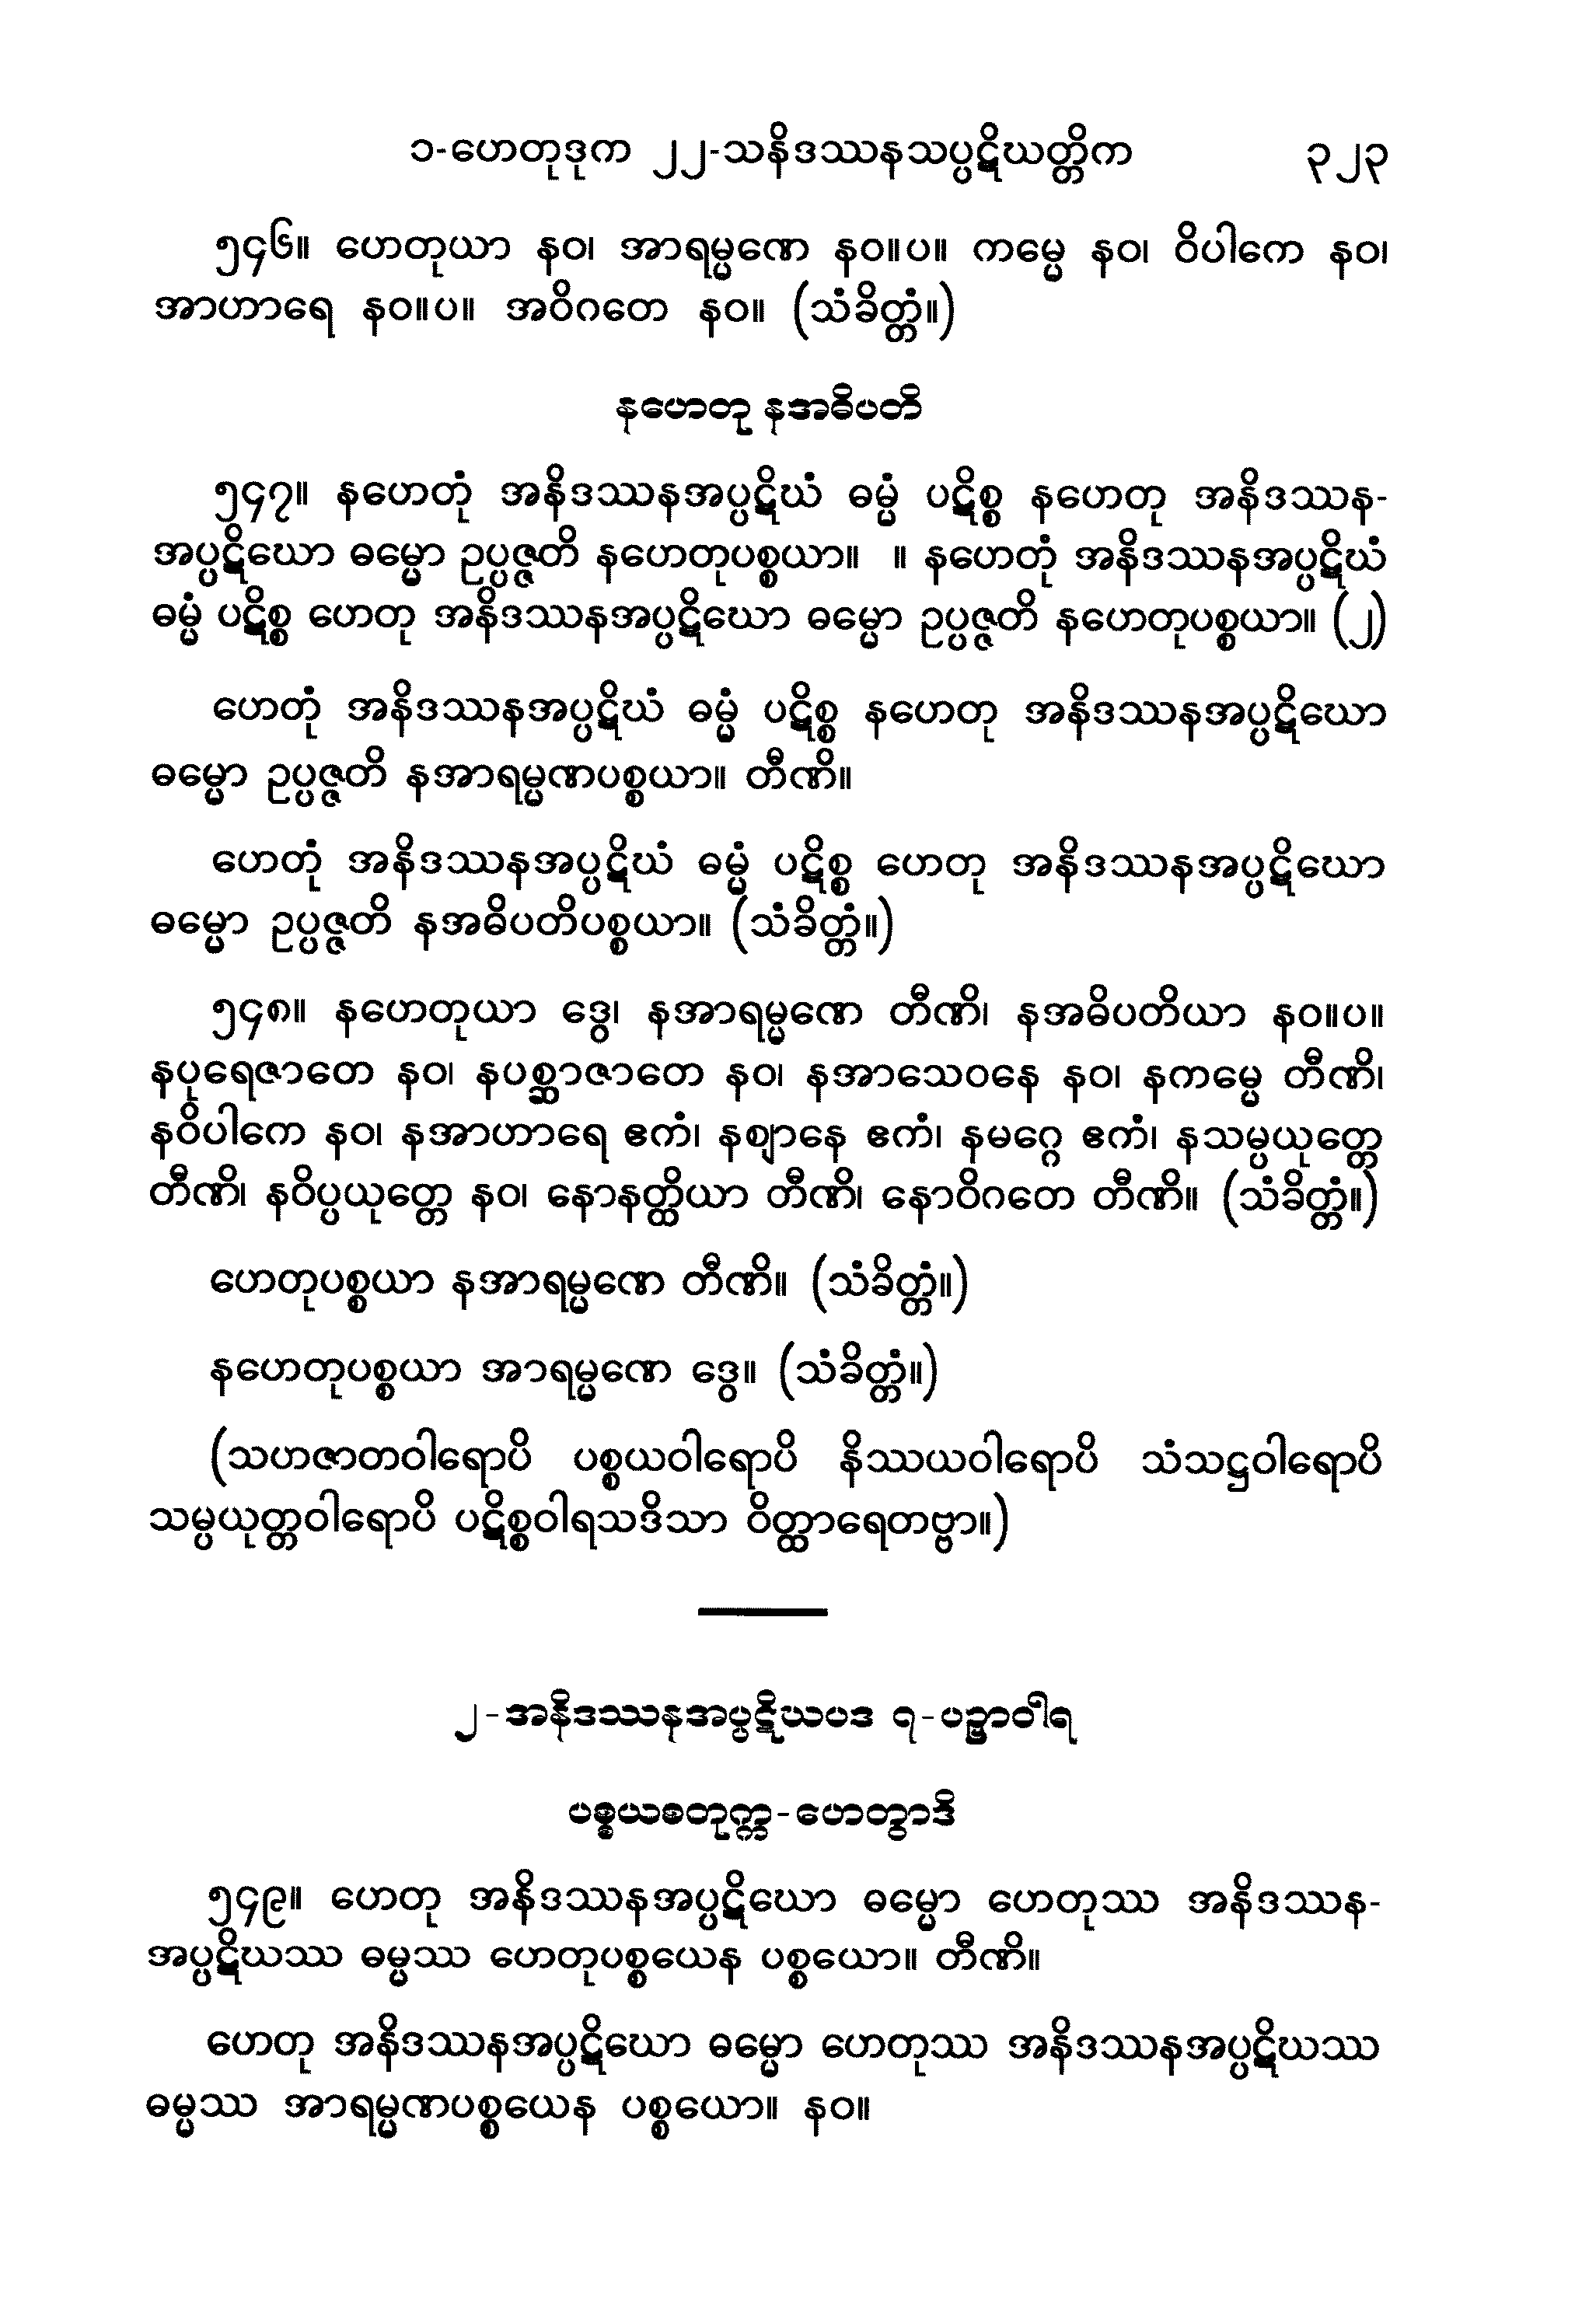 ၁-ဟေတုဒုက ၂၂-သနိဒဿနသပ္ပဋိဃတ္တိက ၃၂၃
၅၄၆။ ဟေတုယာ နဝ၊ အာရမ္မဏေ နဝ။ပ။ ကမ္မေ နဝ၊ ဝိပါကေ နဝ၊
အာဟာရေ နဝ။ပ။ အဝိဂတေ နဝ။ (သံခိတ္တံ။)
နဟေတု နအဓိပတိ
၅၄၇။ နဟေတုံ အနိဒဿနအပ္ပဋိဃံ ဓမ္မံ ပဋိစ္စ နဟေတု အနိဒဿန-
အပ္ပဋိဃော ဓမ္မော ဥပ္ပဇ္ဇတိ နဟေတုပစ္စယာ။ ။ နဟေတုံ အနိဒဿနအပ္ပဋိဃံ
ဓမ္မံ ပဋိစ္စ ဟေတု အနိဒဿနအပ္ပဋိဃော ဓမ္မော ဥပ္ပဇ္ဇတိ နဟေတုပစ္စယာ။ (၂)
ဟေတုံ အနိဒဿနအပ္ပဋိဃံ ဓမ္မံ ပဋိစ္စ နဟေတု အနိဒဿနအပ္ပဋိဃော
ဓမ္မော ဥပ္ပဇ္ဇတိ နအာရမ္မဏပစ္စယာ။ တီဏိ။
ဟေတုံ အနိဒဿနအပ္ပဋိဃံ ဓမ္မံ ပဋိစ္စ ဟေတု အနိဒဿနအပ္ပဋိဃော
ဓမ္မော ဥပ္ပဇ္ဇတိ နအဓိပတိပစ္စယာ။ (သံခိတ္တံ။)
၅၄၈။ နဟေတုယာ ဒွေ၊ နအာရမ္မဏေ တီဏိ၊ နအဓိပတိယာ နဝ။ပ။
နပုရေဇာတေ နဝ၊ နပစ္ဆာဇာတေ နဝ၊ နအာသေဝနေ နဝ၊ နကမ္မေ တီဏိ၊
နဝိပါကေ နဝ၊ နအာဟာရေ ဧကံ၊ နဈာနေ ဧကံ၊ နမဂ္ဂေ ဧကံ၊ နသမ္ပယုတ္တေ
တီဏိ၊ နဝိပ္ပယုတ္တေ နဝ၊ နောနတ္ထိယာ တီဏိ၊ နောဝိဂတေ တီဏိ။ (သံခိတ္တံ။)
ဟေတုပစ္စယာ နအာရမ္မဏေ တီဏိ။ (သံခိတ္တံ။)
နဟေတုပစ္စယာ အာရမ္မဏေ ဒွေ။ (သံခိတ္တံ။)
(သဟဇာတဝါရောပိ ပစ္စယဝါရောပိ နိဿယဝါရောပိ သံသဋ္ဌဝါရောပိ
သမ္ပယုတ္တဝါရောပိ ပဋိစ္စဝါရသဒိသာ ဝိတ္ထာရေတဗ္ဗာ။)
၂-အနိဒဿနအပ္ပဋိဃပဒ ၇-ပဉှာဝါရ
ပစ္စယစတုက္က-ဟေတွာဒိ
၅၄၉။ ဟေတု အနိဒဿနအပ္ပဋိဃော ဓမ္မော ဟေတုဿ အနိဒဿန-
အပ္ပဋိဃဿ ဓမ္မဿ ဟေတုပစ္စယေန ပစ္စယော။ တီဏိ။
ဟေတု အနိဒဿနအပ္ပဋိဃော ဓမ္မော ဟေတုဿ အနိဒဿနအပ္ပဋိဃဿ
ဓမ္မဿ အာရမ္မဏပစ္စယေန ပစ္စယော။ နဝ။